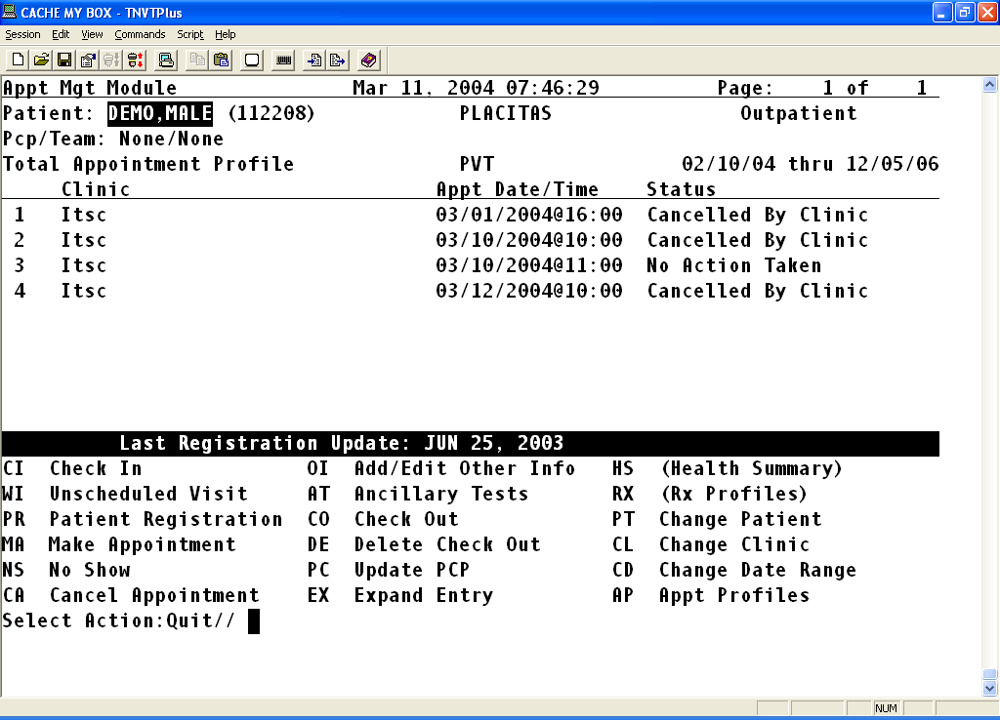 CACHE MY BOX - TNVTPlus
Session Edit View Commands Script Help
Appt Mgt Module Mar 11, 2004 07:46:29 Page: 1 of 1
Patient: DEMO,MALE (112208) PLACITAS Outpatient
Pcp/Team: None/None
Total Appointment Profile PVT 02/10/04 thru 12/05/06
Clinic Appt Date/Time Status
1 Itsc 03/01/2004@16:00 Cancelled By Clinic
2 Itsc 03/10/2004@10:00 Cancelled By Clinic
3 Itsc 03/10/2004@11:00 No Action Taken
4 Itsc 03/12/2004@10:00 Cancelled By Clinic
Last Registration Update: JUN 25, 2003
CI Check In OI Add/Edit Other Info HS (Health Summary)
WI Unscheduled Visit AT Ancillary Tests RX (Rx Profiles)
PR Patient Registration CO Check Out PT Change Patient
MA Make Appointment DE Delete Check Out CL Change Clinic
NS No Show PC Update PCP CD Change Date Range
CA Cancel Appointment EX Expand Entry AP Appt Profiles
Select Action:Quit//
NUM